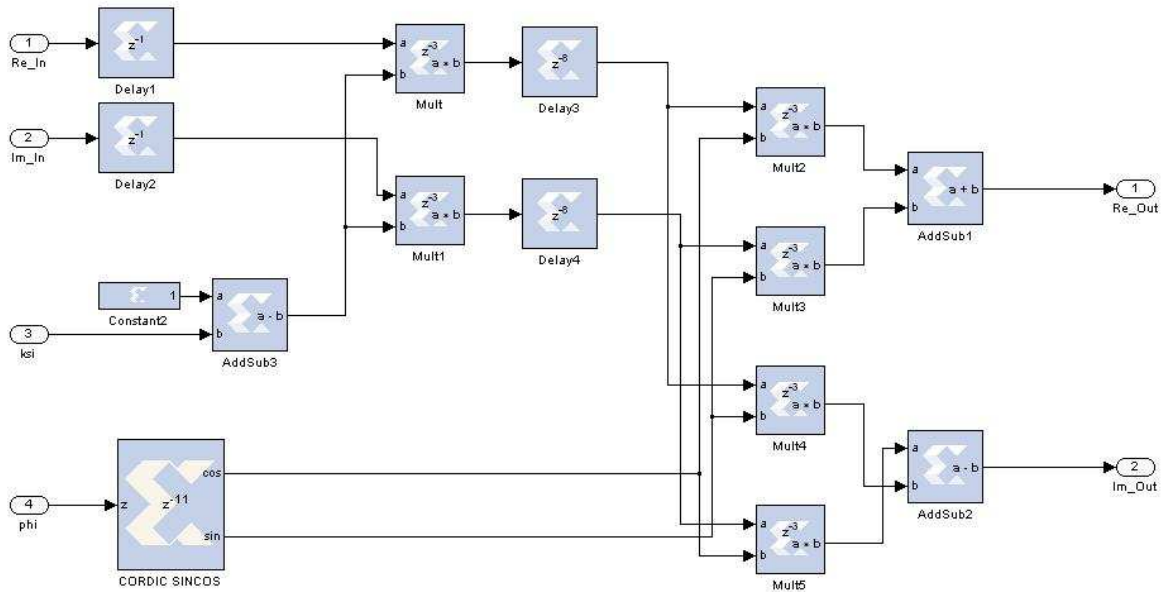 1
Re_In
z-1
Delay1
z-3
a
b
a * b
Mult
z-8
Delay3
2
Im_In
z-1
Delay2
z-3
a
b
a * b
Mult1
z-8
Delay4
z-3
a
b
a * b
Mult2
a
b
a + b
AddSub1
1
Re_Out
z-3
a
b
a * b
Mult3
1
Constant2
3
ksi
a
b
a - b
AddSub3
z-3
a
b
a * b
Mult4
4
phi
z
z-11
cos
sin
CORDIC SINCOS
a
b
a - b
AddSub2
2
Im_Out
z-3
a
b
a * b
Mult5